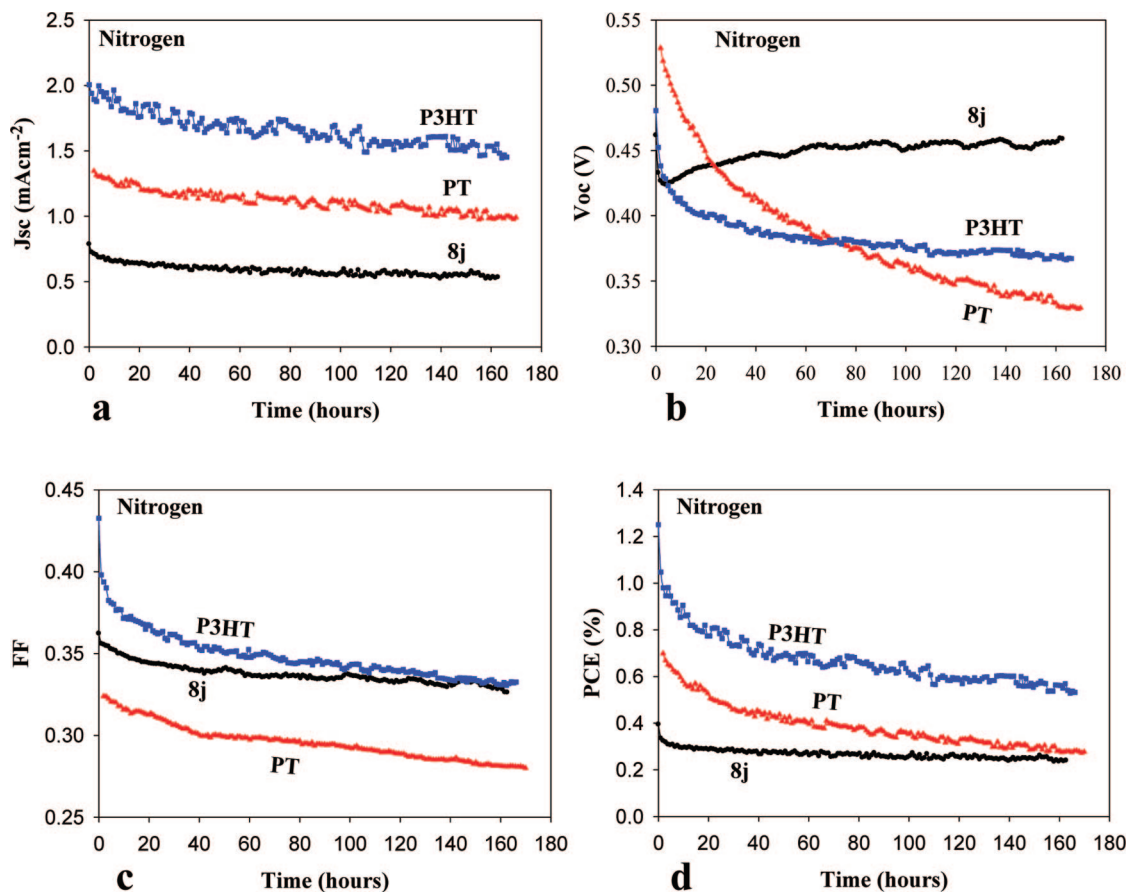 Nitrogen
Jsc (mAcm⁻²)
2.5
2.0
1.5
1.0
0.5
0.0
P3HT
PT
8j
0 20 40 60 80 100 120 140 160 180
Time (hours)
a
Nitrogen
Voc (V)
0.55
0.50
0.45
0.40
0.35
0.30
8j
P3HT
PT
0 20 40 60 80 100 120 140 160 180
Time (hours)
b
Nitrogen
FF
0.45
0.40
0.35
0.30
0.25
P3HT
8j
PT
0 20 40 60 80 100 120 140 160 180
Time (hours)
c
Nitrogen
PCE (%)
1.4
1.2
1.0
0.8
0.6
0.4
0.2
0.0
P3HT
PT
8j
0 20 40 60 80 100 120 140 160 180
Time (hours)
d